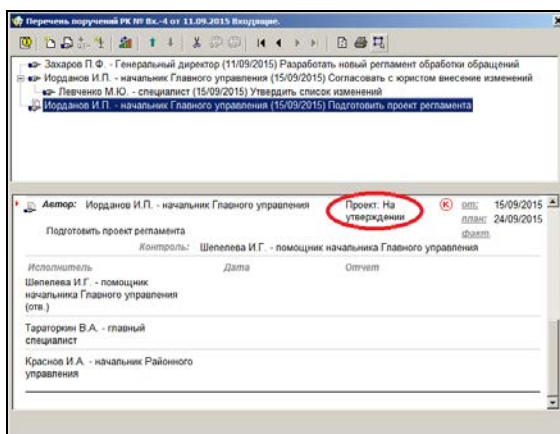 Перечень поручений РК № Вх.-4 от 11.09.2015 Входящие.
Захаров П.Ф. - Генеральный директор (11/09/2015) Разработать новый регламент обработки обращений
Иорданов И.П. - начальник Главного управления (15/09/2015) Согласовать с юристом внесение изменений
Левченко М.Ю. - специалист (15/09/2015) Утвердить список изменений
Иорданов И.П. - начальник Главного управления (15/09/2015) Подготовить проект регламента
Автор: Иорданов И.П. - начальник Главного управления Проект: На К от: 15/09/2015
утверждении план: 24/09/2015
Подготовить проект регламента факт:
Контроль: Шепелева И.Г. - помощник начальника Главного управления
Исполнитель Дата Отчет
Шепелева И.Г. - помощник
начальника Главного управления
(отв.)
Тараторкин В.А. - главный
специалист
Краснов И.А. - начальник Районного
управления